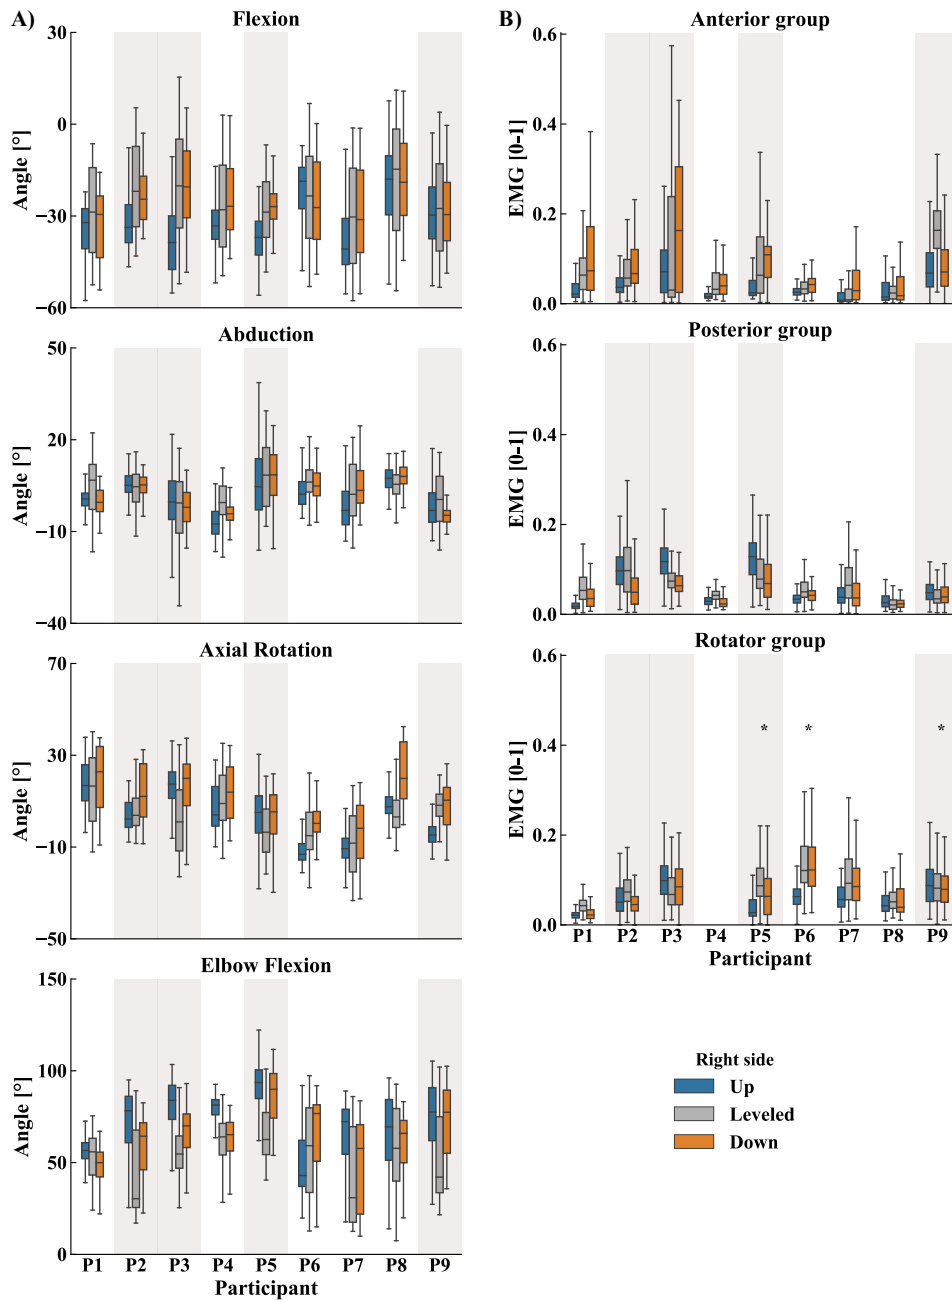 A)
Flexion
30
0
−30
−60
Angle [°]
Abduction
50
20
−10
−40
Angle [°]
Axial Rotation
70
30
−10
−50
Angle [°]
Elbow Flexion
150
100
50
0
Angle [°]
P1 P2 P3 P4 P5 P6 P7 P8 P9
Participant
B)
Anterior group
0.6
0.4
0.2
0.0
EMG [0-1]
Posterior group
0.6
0.4
0.2
0.0
EMG [0-1]
Rotator group
0.6
0.4
0.2
0.0
EMG [0-1]
* * *
P1 P2 P3 P4 P5 P6 P7 P8 P9
Participant
Right side
Up
Leveled
Down